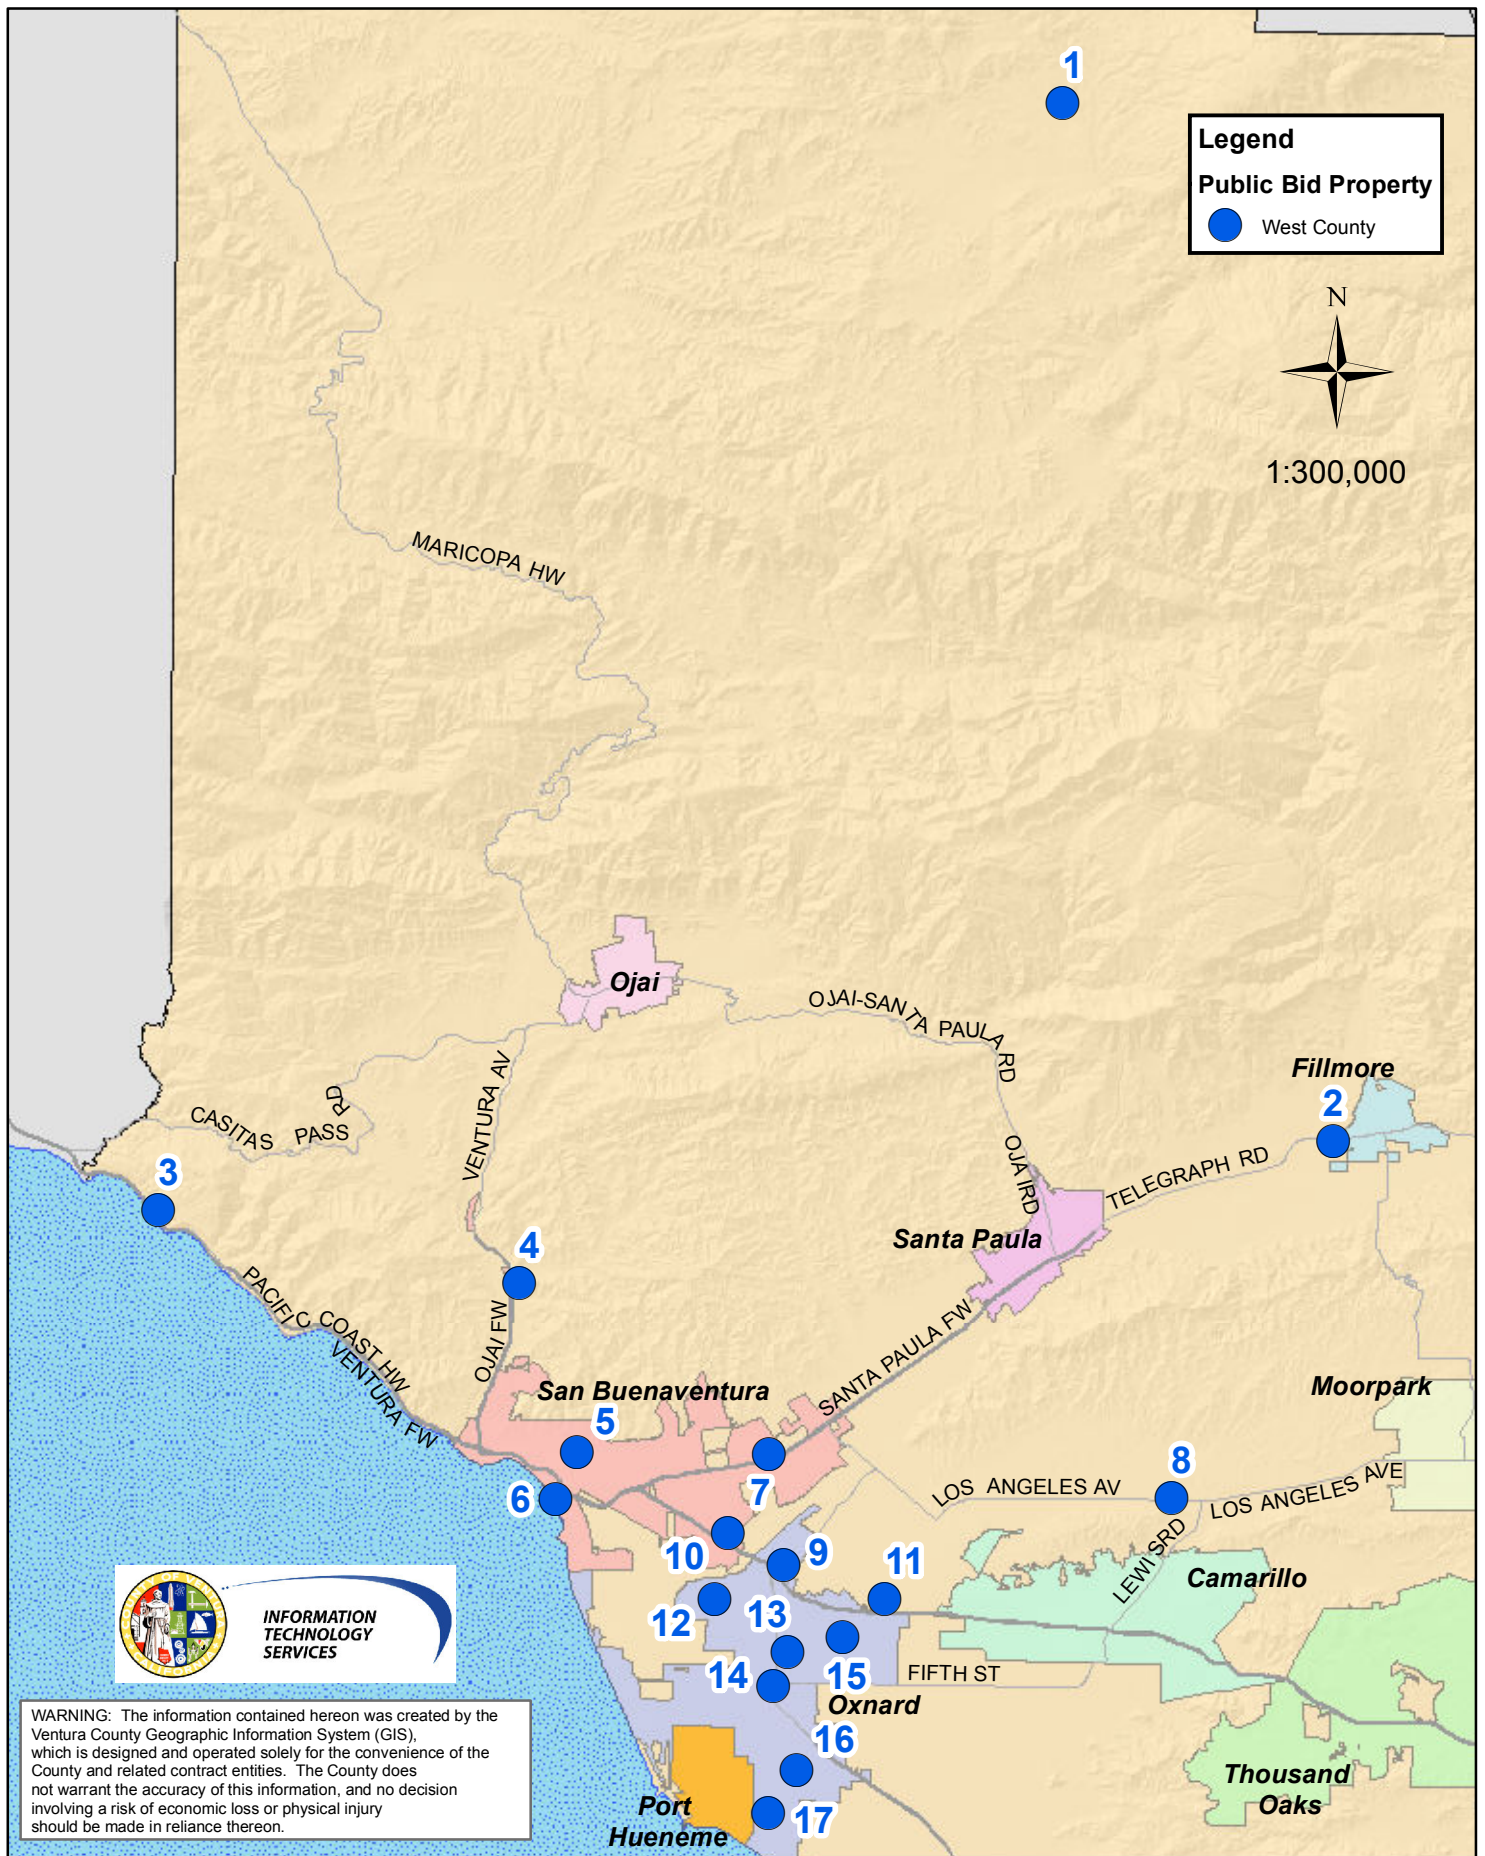 1
Legend
Public Bid Property
West County
N
1:300,000
MARICOPA HW
Ojai
OJAI-SANTA PAULA RD
VENTURA AV
CASITAS PASS RD
Fillmore
2
OJAI RD
TELEGRAPH RD
3
Santa Paula
4
PACIFIC COAST HW
VENTURA FW
OJAI FW
SANTA PAULA FW
San Buenaventura
Moorpark
5
6
7
8
LOS ANGELES AV
LOS ANGELES AVE
LEWIS RD
9
10
11
Camarillo
12
13
14
15
FIFTH ST
Oxnard
16
Thousand
Oaks
17
Port
Hueneme
COUNTY OF VENTURA
CALIFORNIA
INFORMATION
TECHNOLOGY
SERVICES
WARNING: The information contained hereon was created by the
Ventura County Geographic Information System (GIS),
which is designed and operated solely for the convenience of the
County and related contract entities. The County does
not warrant the accuracy of this information, and no decision
involving a risk of economic loss or physical injury
should be made in reliance thereon.